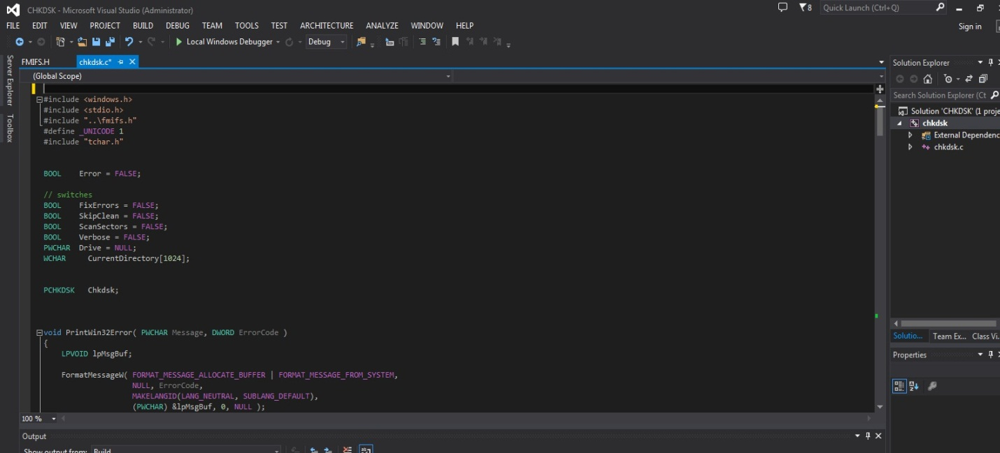 CHKDSK - Microsoft Visual Studio (Administrator)
8
Quick Launch (Ctrl+Q)
FILE EDIT VIEW PROJECT BUILD DEBUG TEAM TOOLS TEST ARCHITECTURE ANALYZE WINDOW HELP
Sign in
Local Windows Debugger
Debug
Server Explorer
Toolbox
FMIFS.H
chkdsk.c*
(Global Scope)
#include <windows.h>
#include <stdio.h>
#include "..\fmifs.h"
#define _UNICODE 1
#include "tchar.h"
BOOL Error = FALSE;
// switches
BOOL FixErrors = FALSE;
BOOL SkipClean = FALSE;
BOOL ScanSectors = FALSE;
BOOL Verbose = FALSE;
PWCHAR Drive = NULL;
WCHAR CurrentDirectory[1024];
PCHKDSK Chkdsk;
void PrintWin32Error( PWCHAR Message, DWORD ErrorCode )
{
LPVOID lpMsgBuf;
FormatMessageW( FORMAT_MESSAGE_ALLOCATE_BUFFER | FORMAT_MESSAGE_FROM_SYSTEM,
NULL, ErrorCode,
MAKELANGID(LANG_NEUTRAL, SUBLANG_DEFAULT),
(PWCHAR) &lpMsgBuf, 0, NULL );
100 %
Output
Show output from: Build
Solution Explorer
Search Solution Explorer (Ct
Solution 'CHKDSK' (1 proje
chkdsk
External Dependenc
chkdsk.c
Solutio... Team Ex... Class Vi...
Properties